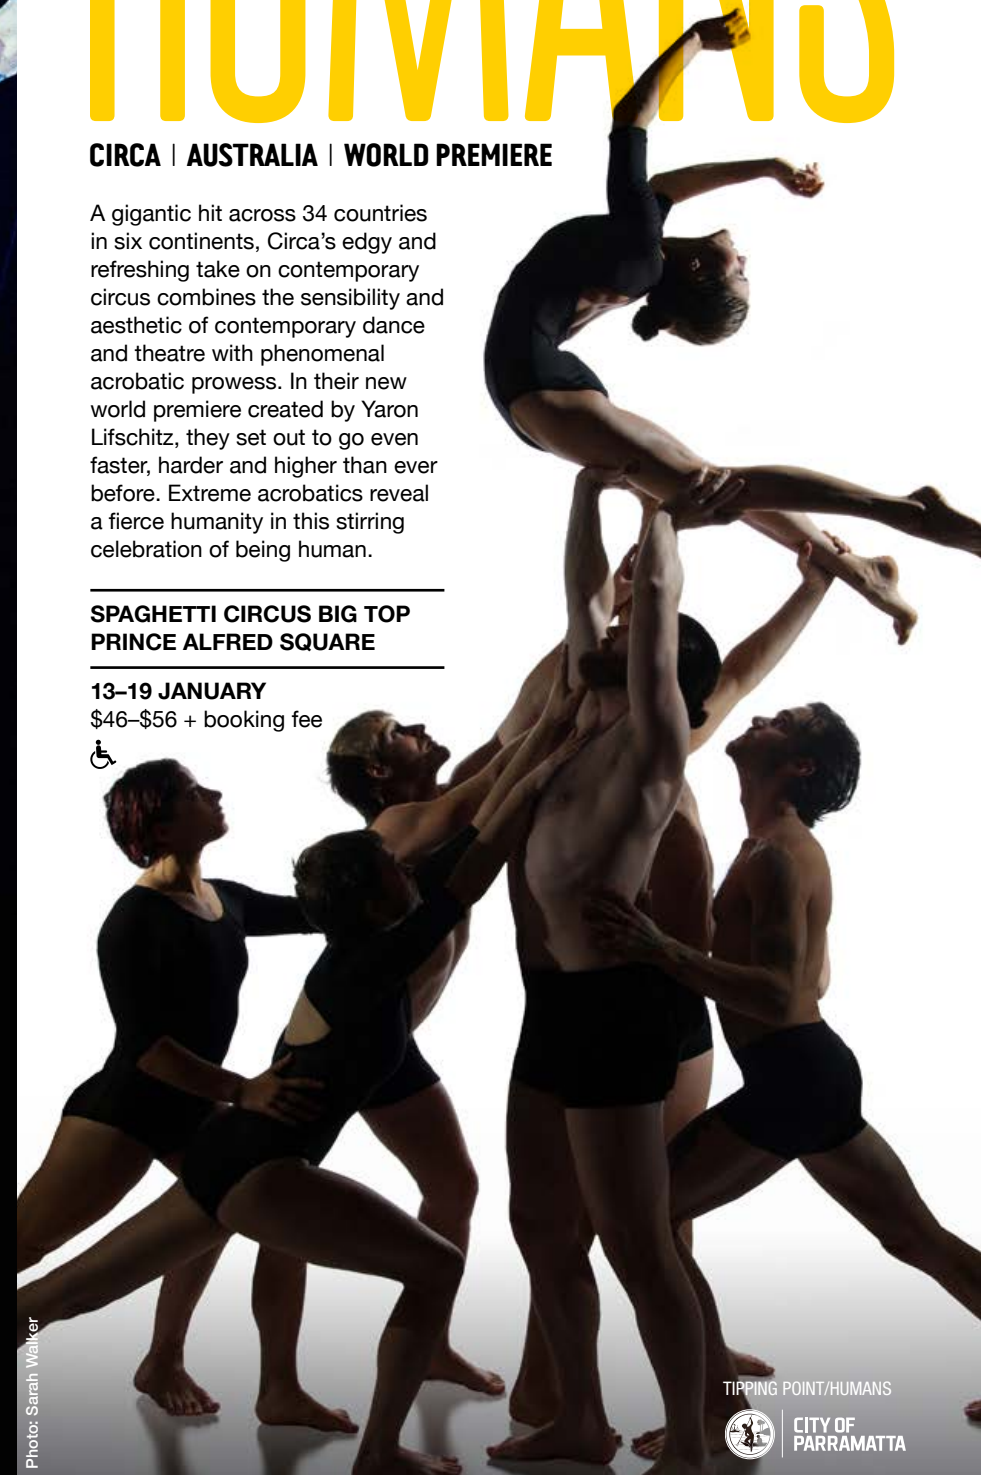 HUMANS
CIRCA | AUSTRALIA | WORLD PREMIERE
A gigantic hit across 34 countries
in six continents, Circa’s edgy and
refreshing take on contemporary
circus combines the sensibility and
aesthetic of contemporary dance
and theatre with phenomenal
acrobatic prowess. In their new
world premiere created by Yaron
Lifschitz, they set out to go even
faster, harder and higher than ever
before. Extreme acrobatics reveal
a fierce humanity in this stirring
celebration of being human.
SPAGHETTI CIRCUS BIG TOP
PRINCE ALFRED SQUARE
13–19 JANUARY
$46–$56 + booking fee
Photo: Sarah Walker
TIPPING POINT/HUMANS
CITY OF
PARRAMATTA